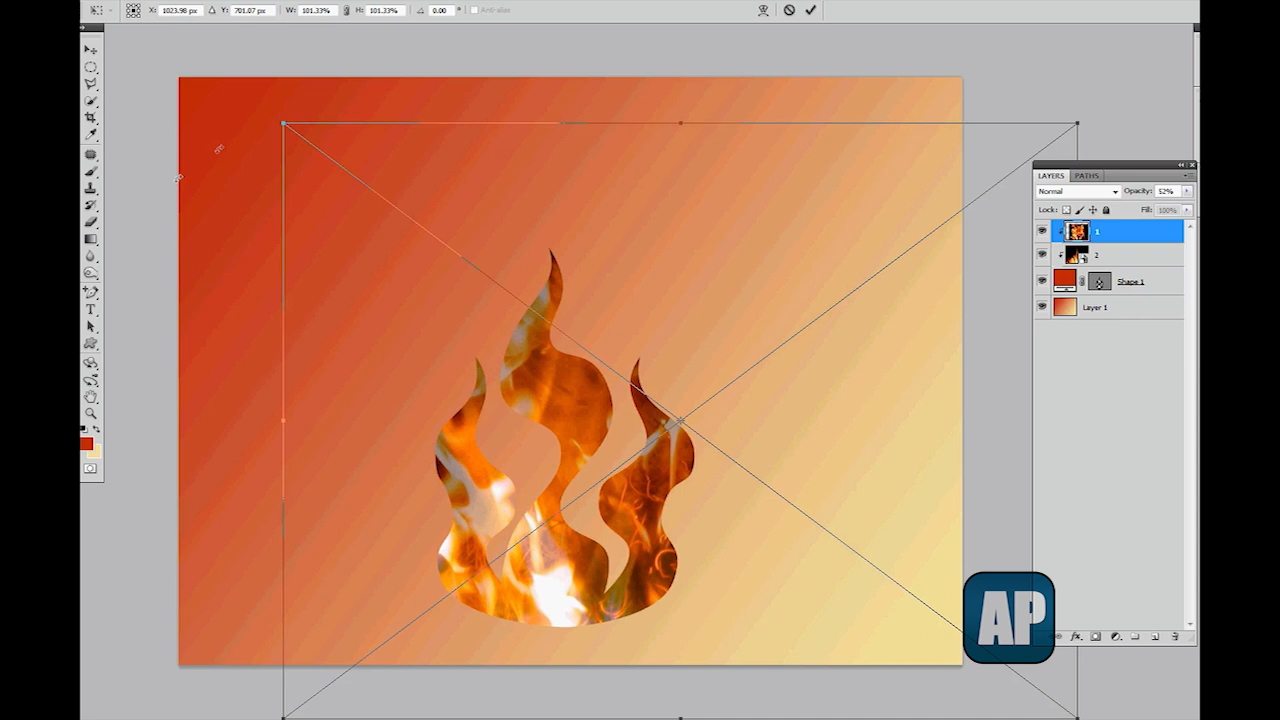 X: 1023.98 px Y: 701.07 px W: 101.33% H: 101.33% 0.00 ° Anti-alias
LAYERS PATHS
Normal Opacity: 52%
Lock: Fill: 100%
1
2
Shape 1
Layer 1
T
fx
AP